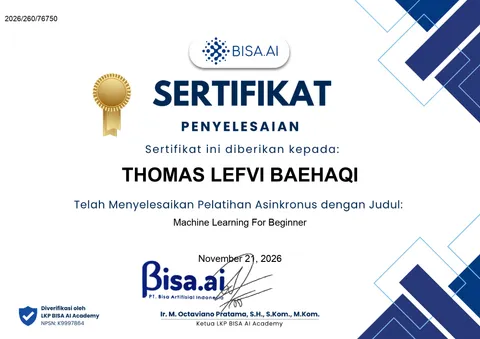 2026/260/76750
BISA.AI
SERTIFIKAT
PENYELESAIAN
Sertifikat ini diberikan kepada:
THOMAS LEFVI BAEHAQI
Telah Menyelesaikan Pelatihan Asinkronus dengan Judul:
Machine Learning For Beginner
November 21, 2026
Bisa.ai
PT. Bisa Artifisial Indonesia
Diverifikasi oleh
LKP BISA AI Academy
NPSN: K9997864
Ir. M. Octaviano Pratama, S.H., S.Kom., M.Kom.
Ketua LKP BISA AI Academy